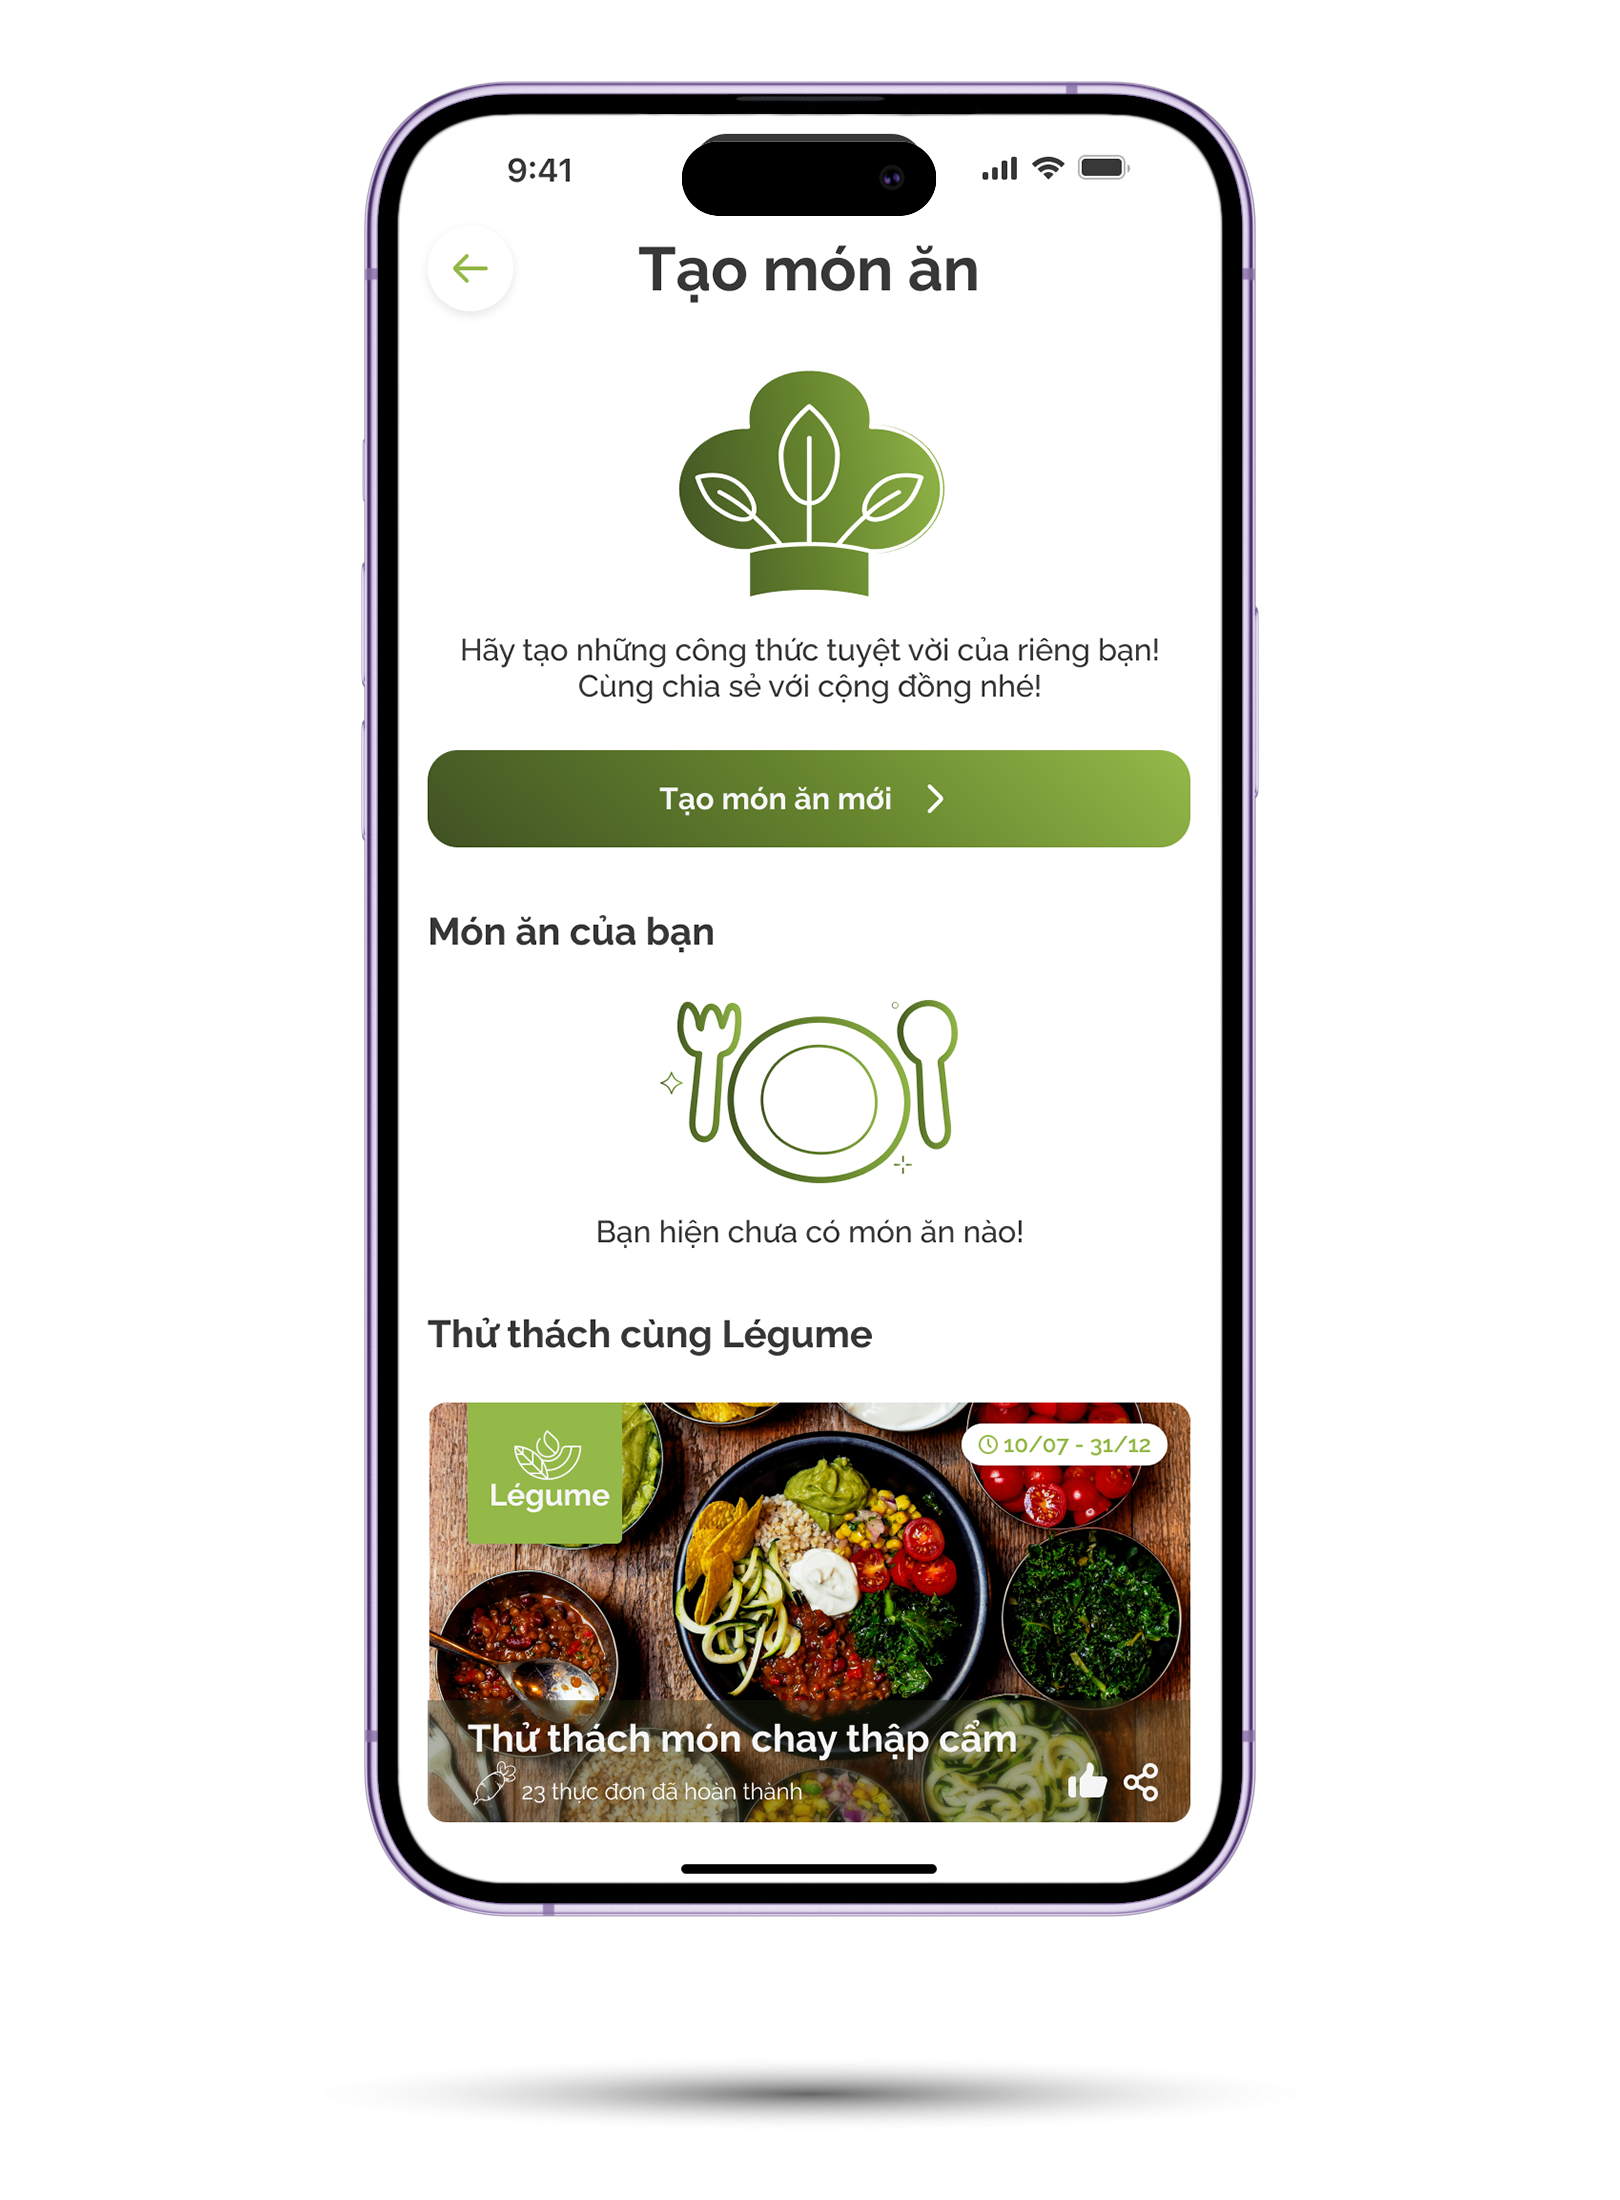 9:41
Tạo món ăn
Hãy tạo những công thức tuyệt vời của riêng bạn!
Cùng chia sẻ với cộng đồng nhé!
Tạo món ăn mới
Món ăn của bạn
Bạn hiện chưa có món ăn nào!
Thử thách cùng Légume
10/07 - 31/12
Légume
Thử thách món chay thập cẩm
23 thực đơn đã hoàn thành